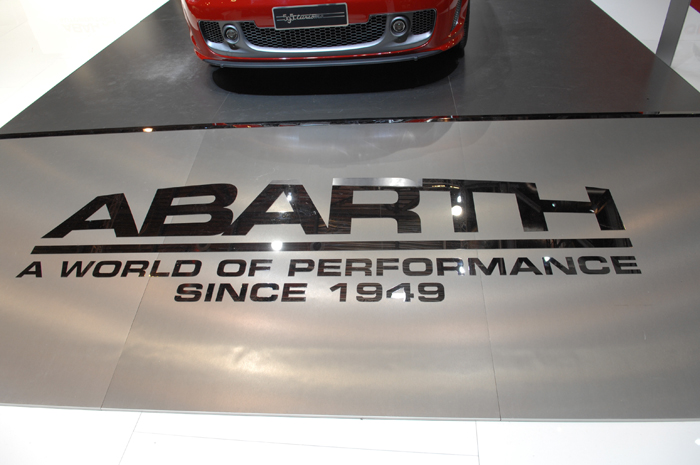 ABARTH
A WORLD OF PERFORMANCE
SINCE 1949